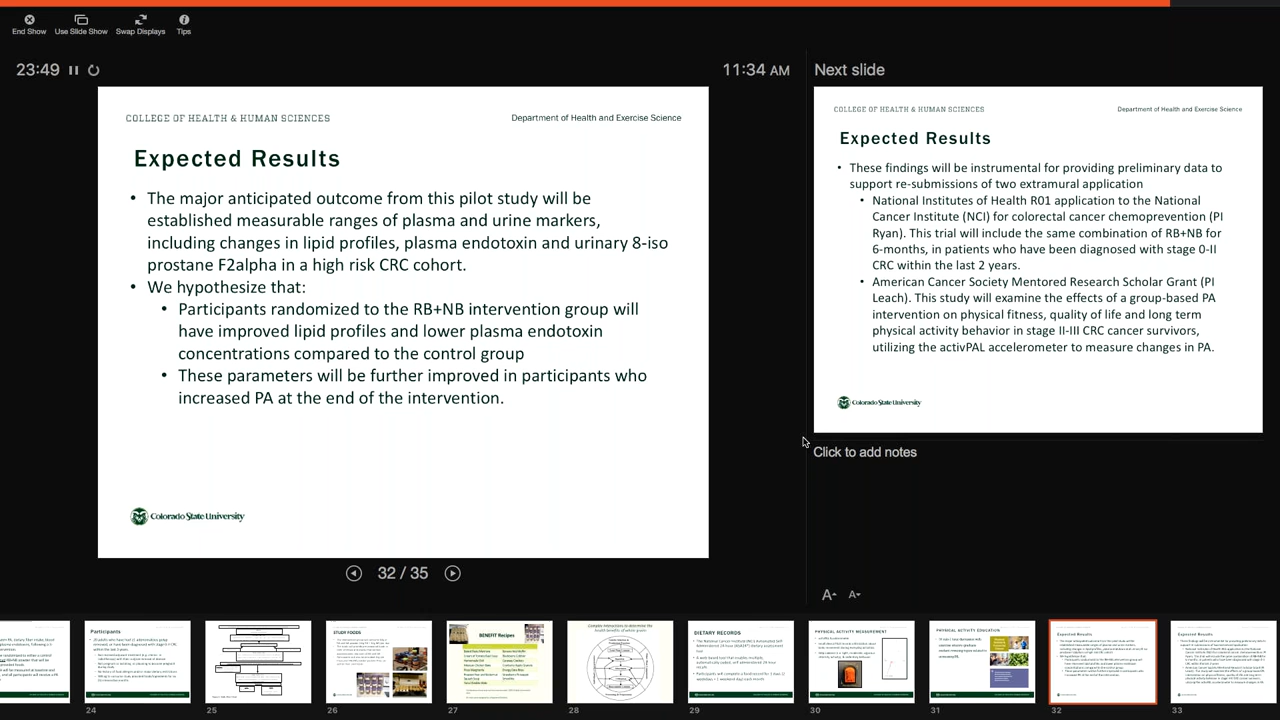 End Show
Use Slide Show
Swap Displays
Tips
23:49
11:34 AM
Next slide
COLLEGE OF HEALTH & HUMAN SCIENCES
Department of Health and Exercise Science
Expected Results
• The major anticipated outcome from this pilot study will be
established measurable ranges of plasma and urine markers,
including changes in lipid profiles, plasma endotoxin and urinary 8-iso
prostane F2alpha in a high risk CRC cohort.
• We hypothesize that:
• Participants randomized to the RB+NB intervention group will
have improved lipid profiles and lower plasma endotoxin
concentrations compared to the control group
• These parameters will be further improved in participants who
increased PA at the end of the intervention.
Colorado State University
32 / 35
COLLEGE OF HEALTH & HUMAN SCIENCES
Department of Health and Exercise Science
Expected Results
• These findings will be instrumental for providing preliminary data to
support re-submissions of two extramural application
• National Institutes of Health R01 application to the National
Cancer Institute (NCI) for colorectal cancer chemoprevention (PI
Ryan). This trial will include the same combination of RB+NB for
6-months, in patients who have been diagnosed with stage 0-II
CRC within the last 2 years.
• American Cancer Society Mentored Research Scholar Grant (PI
Leach). This study will examine the effects of a group-based PA
intervention on physical fitness, quality of life and long term
physical activity behavior in stage II-III CRC cancer survivors,
utilizing the activPAL accelerometer to measure changes in PA.
Colorado State University
Click to add notes
A A
Participants
STUDY FOODS
BENEFIT Recipes
DIETARY RECORDS
PHYSICAL ACTIVITY MEASUREMENT
PHYSICAL ACTIVITY EDUCATION
Expected Results
Expected Results
24
25
26
27
28
29
30
31
32
33